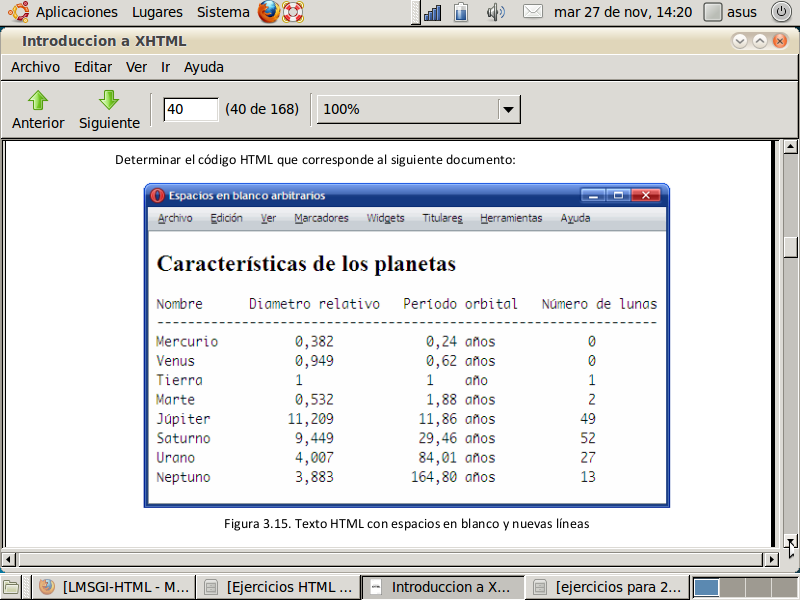 Aplicaciones Lugares Sistema mar 27 de nov, 14:20 asus
Introduccion a XHTML
Archivo Editar Ver Ir Ayuda
Anterior Siguiente 40 (40 de 168) 100%
Determinar el código HTML que corresponde al siguiente documento:
Espacios en blanco arbitrarios
Archivo Edición Ver Marcadores Widgets Titulares Herramientas Ayuda
Características de los planetas
Nombre Diametro relativo Período orbital Número de lunas
-----------------------------------------------------------------
Mercurio 0,382 0,24 años 0
Venus 0,949 0,62 años 0
Tierra 1 1 año 1
Marte 0,532 1,88 años 2
Júpiter 11,209 11,86 años 49
Saturno 9,449 29,46 años 52
Urano 4,007 84,01 años 27
Neptuno 3,883 164,80 años 13
Figura 3.15. Texto HTML con espacios en blanco y nuevas líneas
[LMSGI-HTML - M... [Ejercicios HTML ... Introduccion a X... [ejercicios para 2...